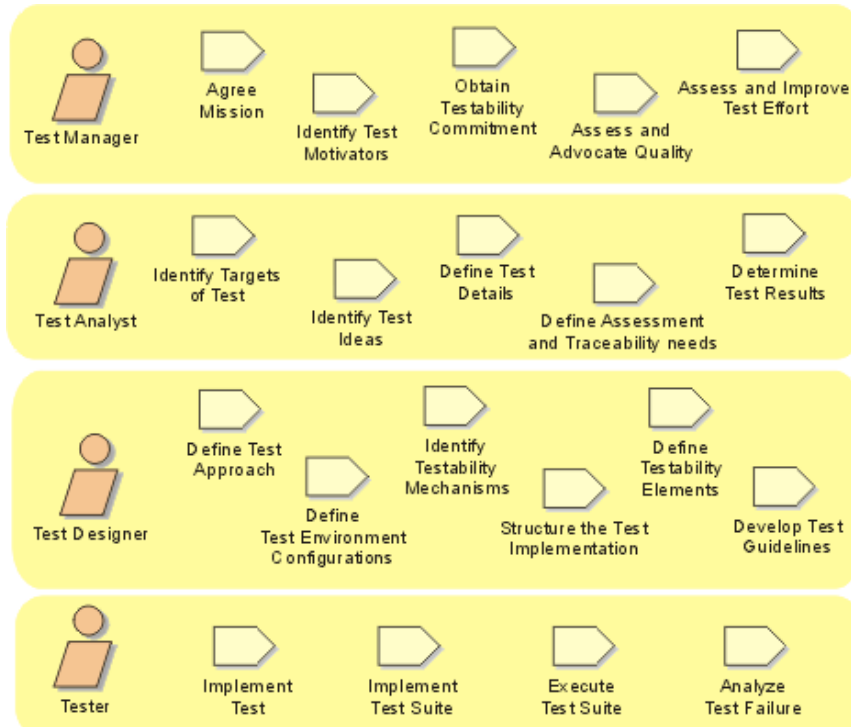 Test Manager
Agree
Mission
Identify Test
Motivators
Obtain
Testability
Commitment
Assess and
Advocate Quality
Assess and Improve
Test Effort
Test Analyst
Identify Targets
of Test
Identify Test
Ideas
Define Test
Details
Define Assessment
and Traceability needs
Determine
Test Results
Test Designer
Define Test
Approach
Define
Test Environment
Configurations
Identify
Testability
Mechanisms
Structure the Test
Implementation
Define
Testability
Elements
Develop Test
Guidelines
Tester
Implement
Test
Implement
Test Suite
Execute
Test Suite
Analyze
Test Failure